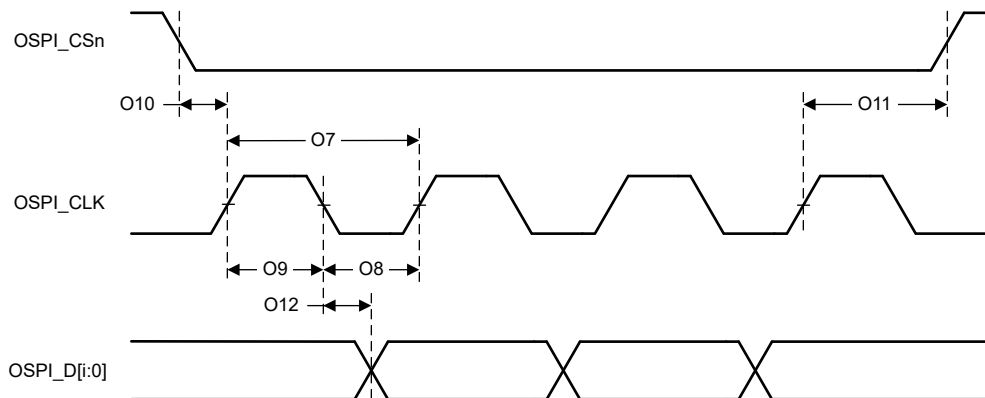 OSPI_CSn
O10
O11
O7
OSPI_CLK
O9
O8
O12
OSPI_D[i:0]